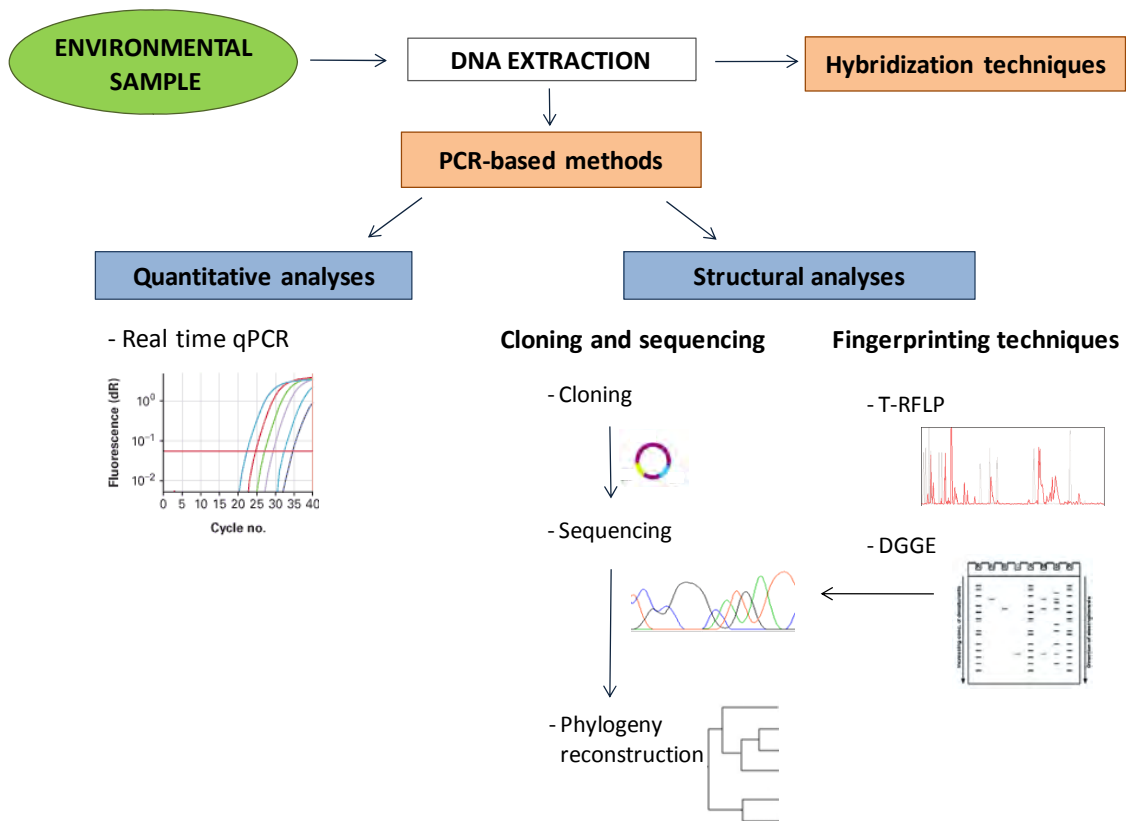 ENVIRONMENTAL
SAMPLE
DNA EXTRACTION
Hybridization techniques
PCR-based methods
Quantitative analyses
Structural analyses
- Real time qPCR
Fluorescence (dR)
10⁰
10⁻¹
10⁻²
0 5 10 15 20 25 30 35 40
Cycle no.
Cloning and sequencing
Fingerprinting techniques
- Cloning
- T-RFLP
- Sequencing
- DGGE
- Phylogeny
reconstruction